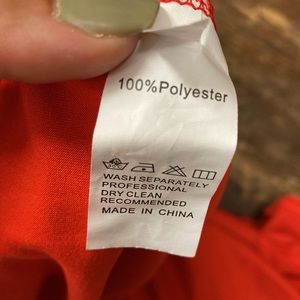 100%Polyester
WASH SEPARATELY
PROFESSIONAL
DRY CLEAN
RECOMMENDED
MADE IN CHINA